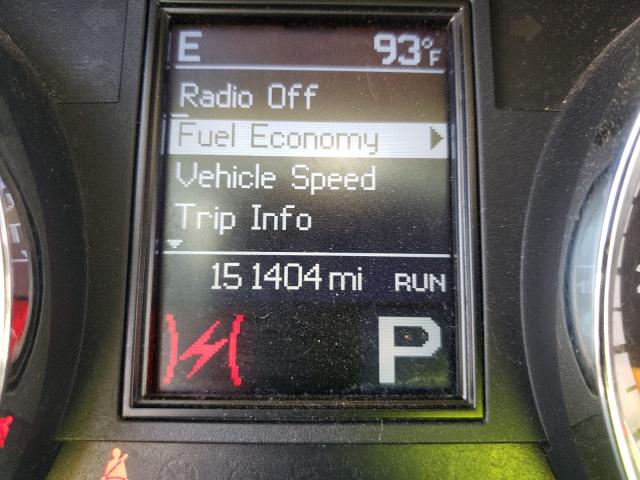 E 93°F
Radio Off
Fuel Economy
Vehicle Speed
Trip Info
151404 mi RUN
P